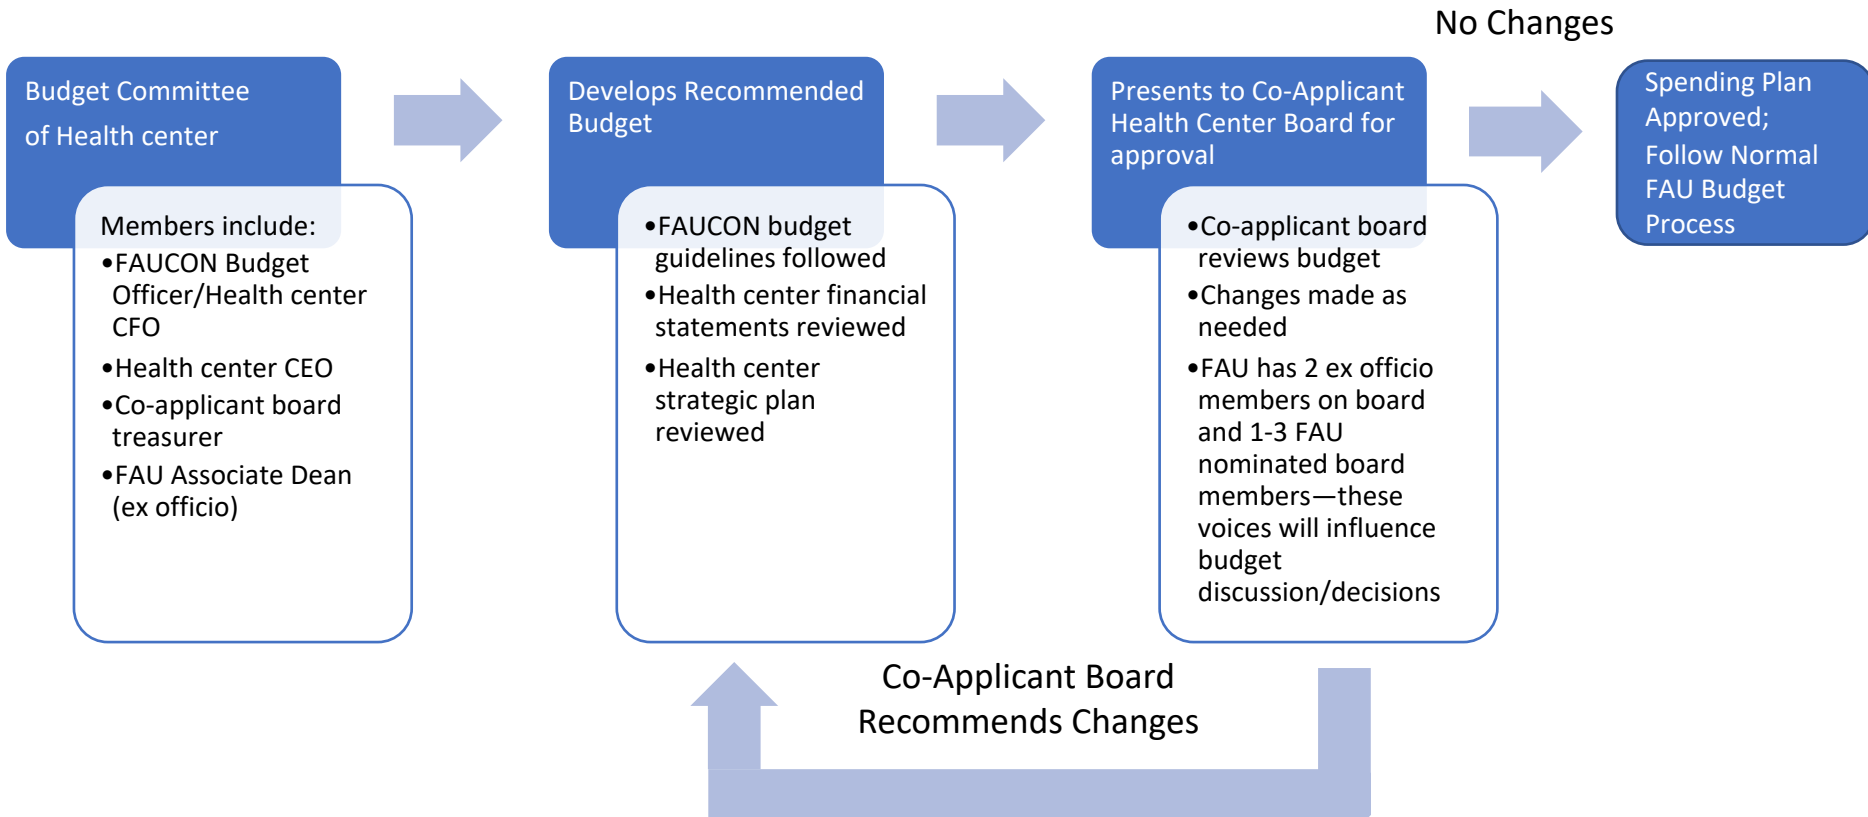 No Changes
Budget Committee
of Health center
Members include:
•FAUCON Budget
Officer/Health center
CFO
•Health center CEO
•Co-applicant board
treasurer
•FAU Associate Dean
(ex officio)
Develops Recommended
Budget
•FAUCON budget
guidelines followed
•Health center financial
statements reviewed
•Health center
strategic plan
reviewed
Presents to Co-Applicant
Health Center Board for
approval
•Co-applicant board
reviews budget
•Changes made as
needed
•FAU has 2 ex officio
members on board
and 1-3 FAU
nominated board
members—these
voices will influence
budget
discussion/decisions
Spending Plan
Approved;
Follow Normal
FAU Budget
Process
Co-Applicant Board
Recommends Changes